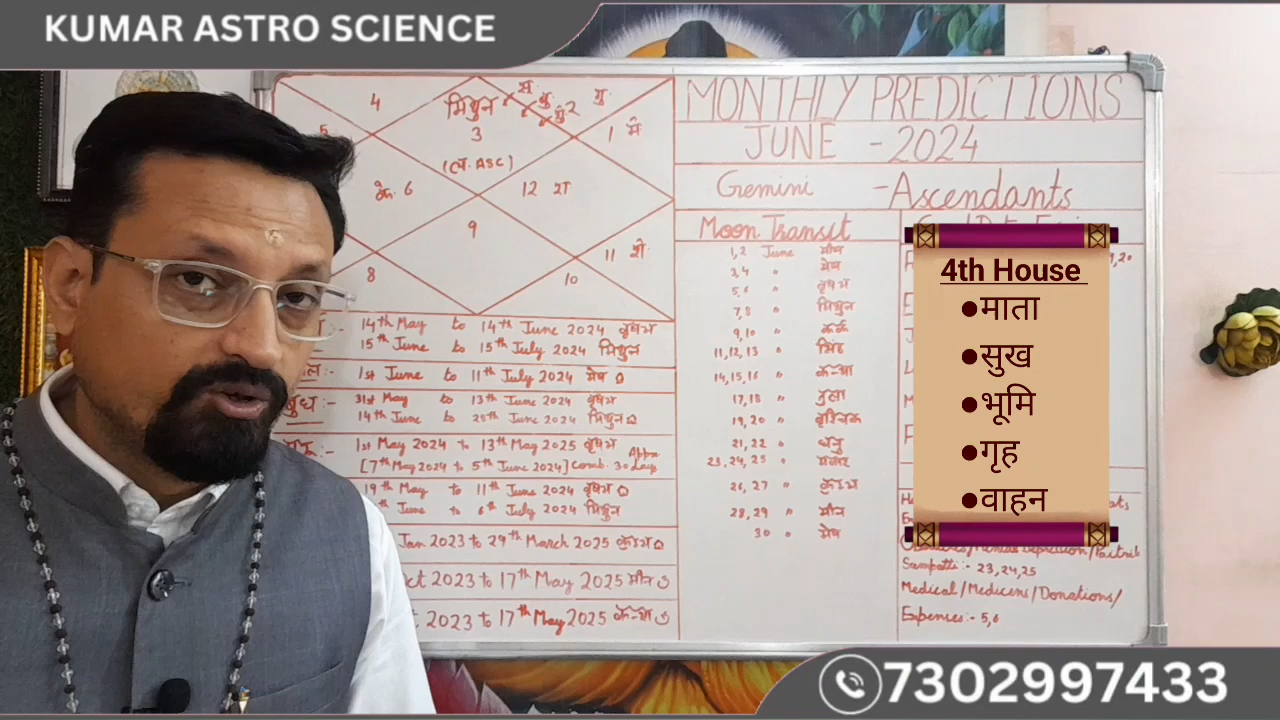 KUMAR ASTRO SCIENCE
4
मिथुन
3
(ल. ASC)
2
1 मं
5
के. 6
12 रा
9
11 श
8
10
14th May to 14th June 2024 वृषभ
15th June to 15th July 2024 मिथुन
1st June to 11th July 2024 मेष
बुध :- 31st May to 13th June 2024 वृषभ
14th June to 28th June 2024 मिथुन
1st May 2024 to 13th May 2025 वृषभ Appro
[7th May 2024 to 5th June 2024] Comb. 30 days
19th May to 11th June 2024 वृषभ
June to 6th July 2024 मिथुन
Jan 2023 to 29th March 2025 कुंभ
Oct 2023 to 17th May 2025 मीन
2023 to 17th May 2025 कन्या
MONTHLY PREDICTIONS
JUNE - 2024
Gemini - Ascendants
Moon Transit
1,2 June मीन
3,4 " मेष
5,6 " वृषभ
7,8 " मिथुन
9,10 " कर्क
11,12,13 " सिंह
14,15,16 " कन्या
17,18 " तुला
19,20 " वृश्चिक
21,22 " धनु
23,24,25 " मकर
26,27 " कुंभ
28,29 " मीन
30 " मेष
4th House
●माता
●सुख
●भूमि
●गृह
●वाहन
Sampatti :- 23,24,25
Medical/Medicens/Donations/
Expenses :- 5,6
7302997433